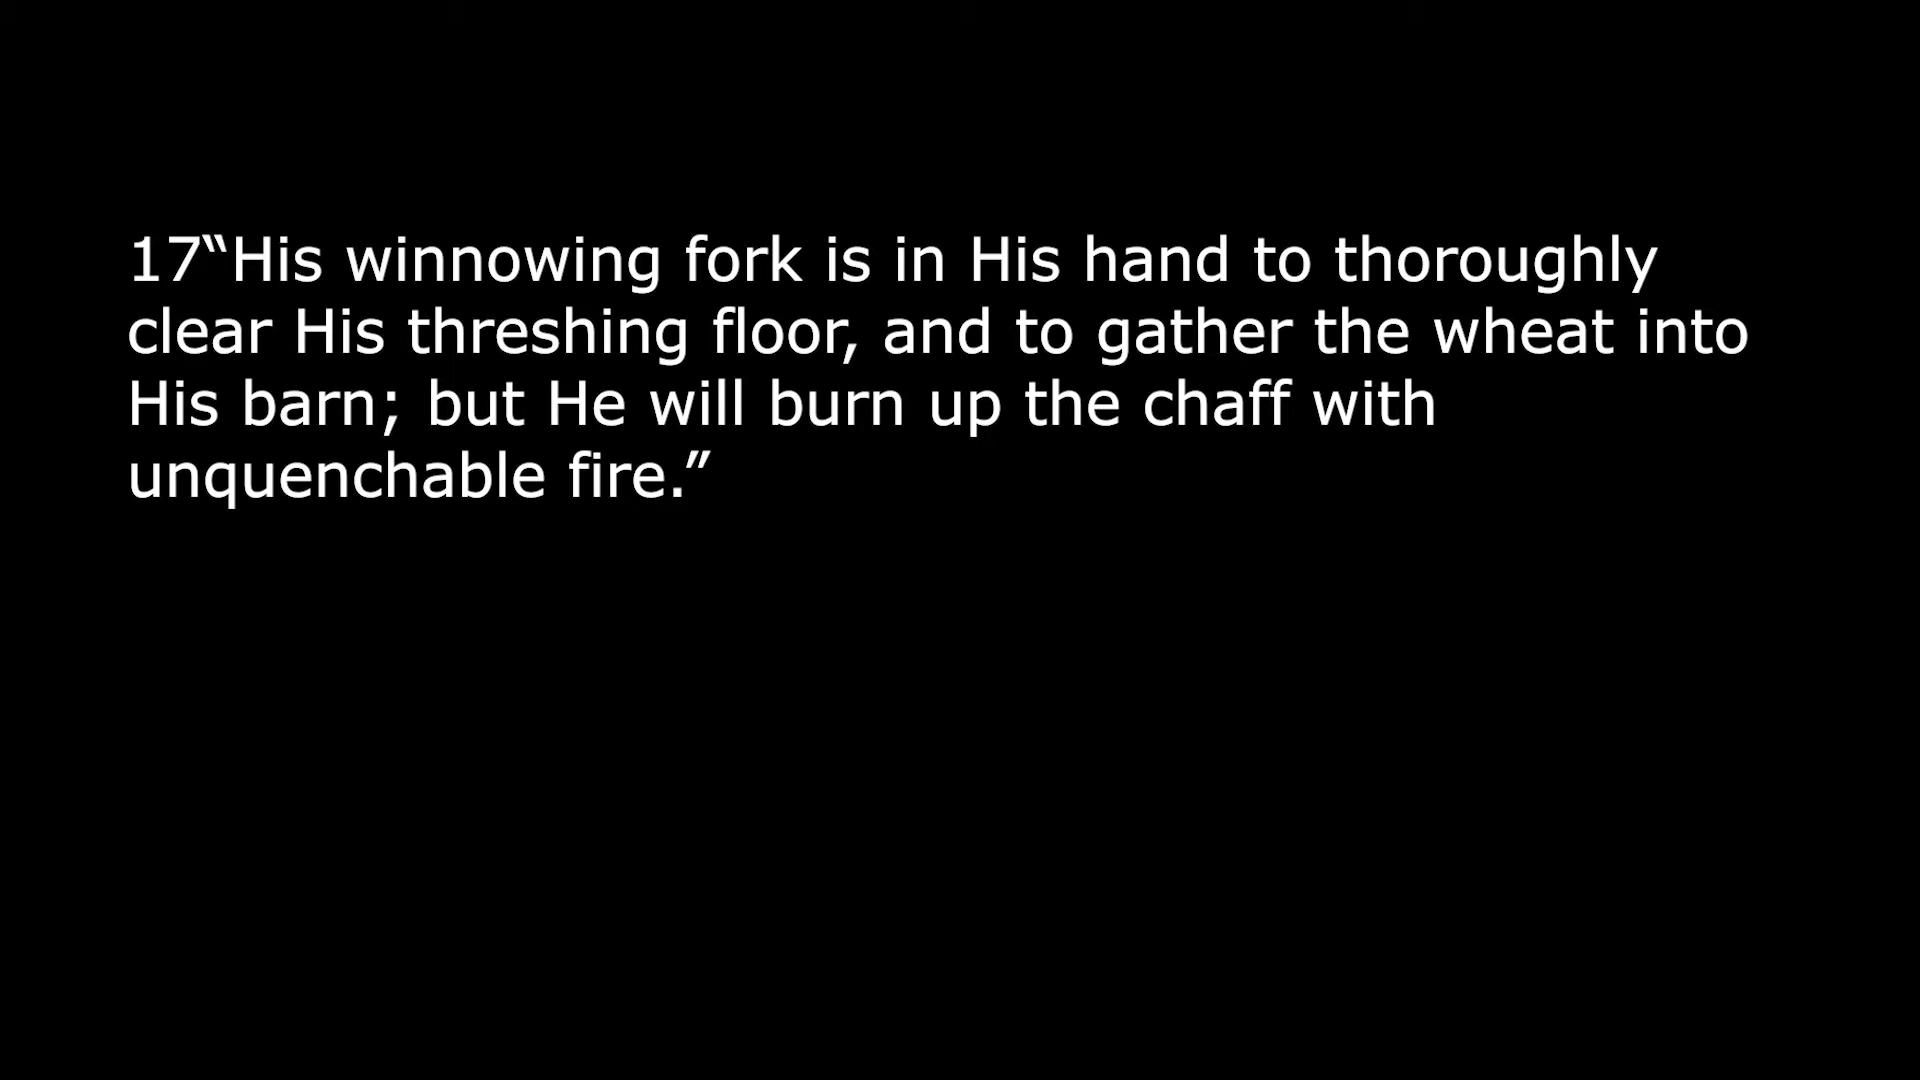 17“His winnowing fork is in His hand to thoroughly
clear His threshing floor, and to gather the wheat into
His barn; but He will burn up the chaff with
unquenchable fire.”